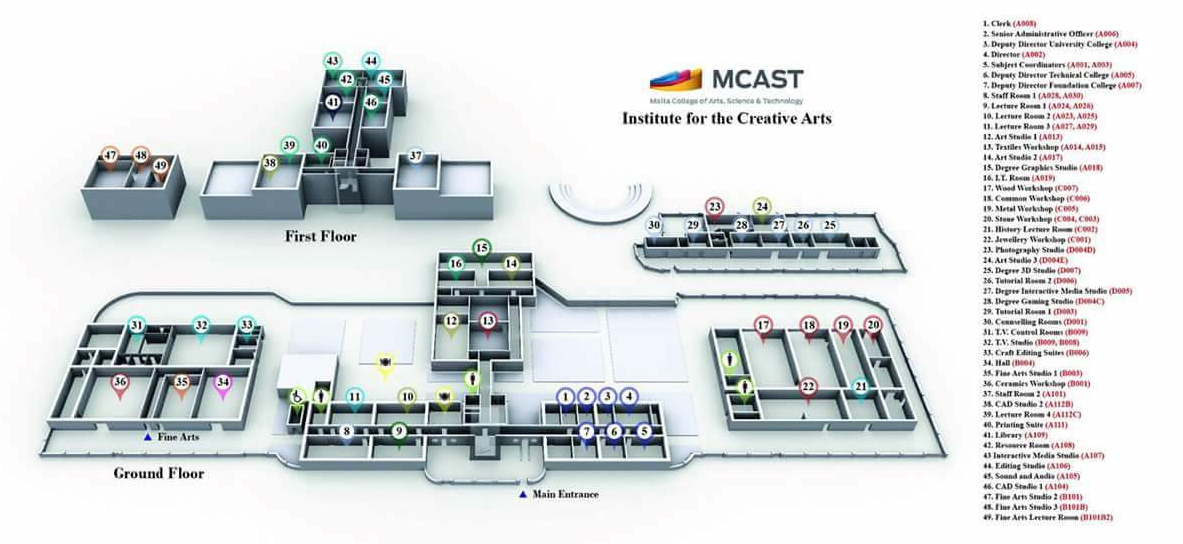 MCAST
Malta College of Arts, Science & Technology
Institute for the Creative Arts
43 44
42 45
41 46
39 40
47 48 49
38 37
First Floor
23 24
30 29 28 27 26 25
15
16 14
12 13
31 32 33
17 18 19 20
36 35 34
22 21
11 10
1 2 3 4
8 9
7 6 5
Fine Arts
Ground Floor
Main Entrance
1. Clerk (A008)
2. Senior Administrative Officer (A006)
3. Deputy Director University College (A004)
4. Director (A002)
5. Subject Coordinators (A001, A003)
6. Deputy Director Technical College (A005)
7. Deputy Director Foundation College (A007)
8. Staff Room 1 (A028, A030)
9. Lecture Room 1 (A024, A026)
10. Lecture Room 2 (A023, A025)
11. Lecture Room 3 (A027, A029)
12. Art Studio 1 (A013)
13. Textiles Workshop (A014, A015)
14. Art Studio 2 (A017)
15. Degree Graphics Studio (A018)
16. I.T. Room (A019)
17. Wood Workshop (C007)
18. Common Workshop (C006)
19. Metal Workshop (C005)
20. Stone Workshop (C004, C003)
21. History Lecture Room (C002)
22. Jewellery Workshop (C001)
23. Photography Studio (D004D)
24. Art Studio 3 (D004E)
25. Degree 3D Studio (D007)
26. Tutorial Room 2 (D006)
27. Degree Interactive Media Studio (D005)
28. Degree Gaming Studio (D004C)
29. Tutorial Room 1 (D003)
30. Counselling Rooms (D001)
31. T.V. Control Rooms (B009)
32. T.V. Studio (B009, B008)
33. Craft Editing Suites (B006)
34. Hall (B004)
35. Fine Arts Studio 1 (B003)
36. Ceramics Workshop (B001)
37. Staff Room 2 (A101)
38. CAD Studio 2 (A112B)
39. Lecture Room 4 (A112C)
40. Printing Suite (A111)
41. Library (A109)
42. Resource Room (A108)
43 Interactive Media Studio (A107)
44. Editing Studio (A106)
45. Sound and Audio (A105)
46. CAD Studio 1 (A104)
47. Fine Arts Studio 2 (B101)
48. Fine Arts Studio 3 (B101B)
49. Fine Arts Lecture Room (B101B2)